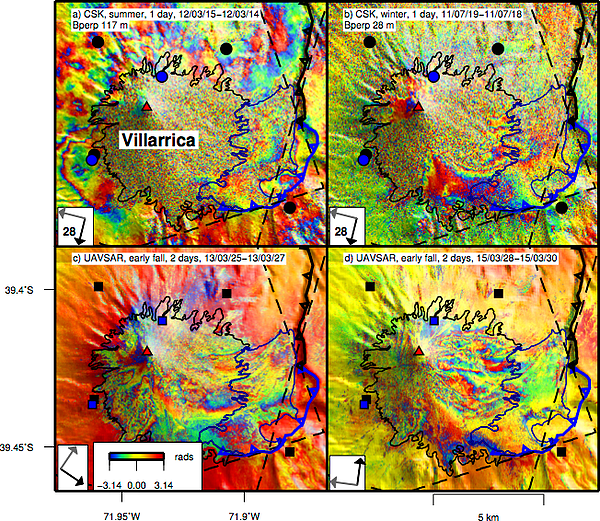 a) CSK, summer, 1 day, 12/03/15−12/03/14
Bperp 117 m
b) CSK, winter, 1 day, 11/07/19−11/07/18
Bperp 28 m
Villarrica
28
28
c) UAVSAR, early fall, 2 days, 13/03/25−13/03/27
d) UAVSAR, early fall, 2 days, 15/03/28−15/03/30
39.4˚S
39.45˚S
rads
−3.14 0.00 3.14
71.95˚W
71.9˚W
5 km